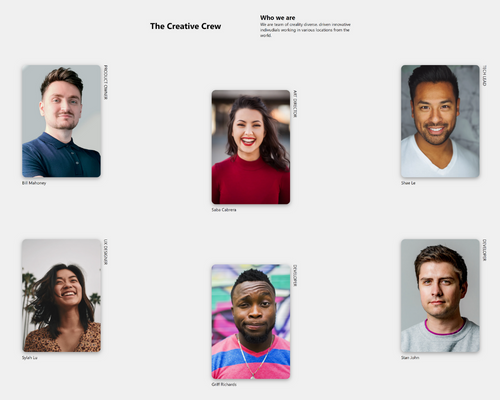 The Creative Crew
Who we are
We are team of creatily diverse. driven. innovative
individuals working in various locations from the
world.
PRODUCT OWNER
Bill Mahoney
ART DIRECTOR
Saba Cabrera
TECH LEAD
Shae Le
UX DESIGNER
Sylah Lu
DEVELOPER
Griff Richards
DEVELOPER
Stan John